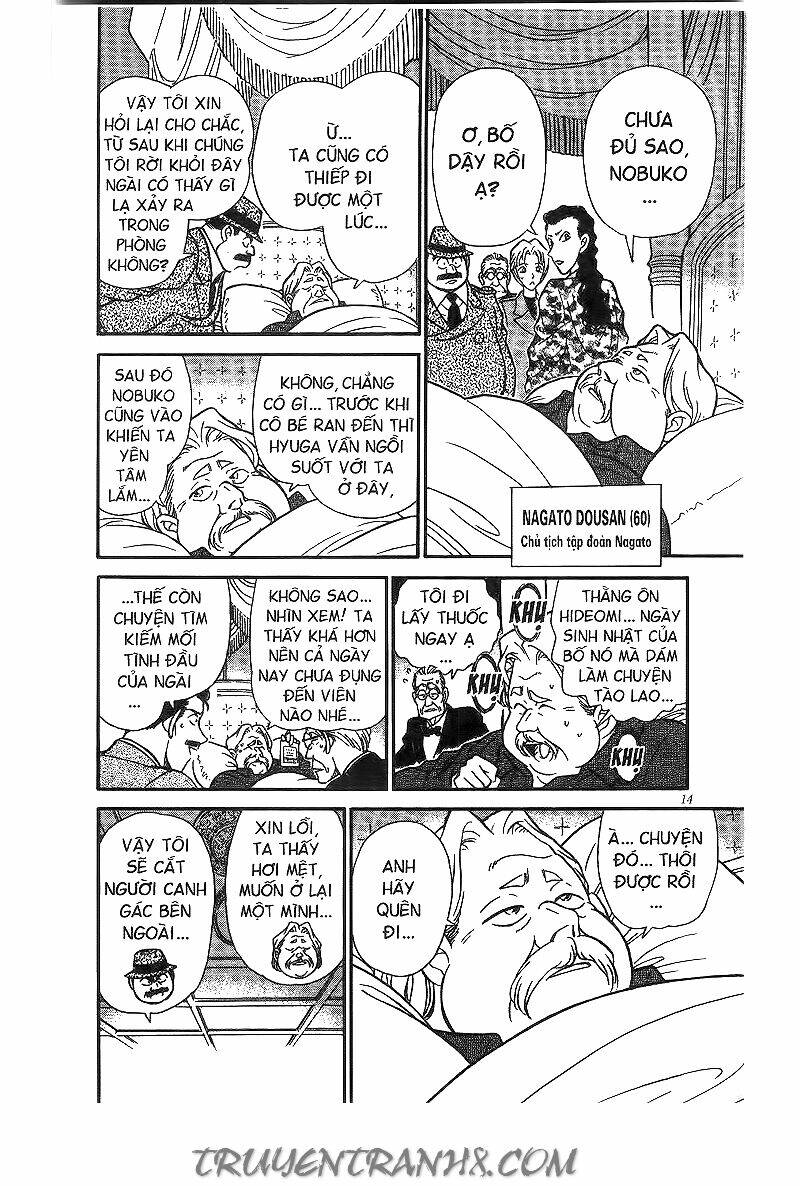 CHƯA
ĐỦ SAO,
NOBUKO
...
Ơ, BỐ
DẬY RỒI
Ạ?
NAGATO DOUSAN (60)
Chủ tịch tập đoàn Nagato
Ừ...
TA CŨNG CÓ
THIẾP ĐI
ĐƯỢC MỘT
LÚC...
VẬY TÔI XIN
HỎI LẠI CHO CHẮC,
TỪ SAU KHI CHÚNG
TÔI RỜI KHỎI ĐÂY
NGÀI CÓ THẤY GÌ
LẠ XẢY RA
TRONG
PHÒNG
KHÔNG?
KHÔNG, CHẲNG
CÓ GÌ... TRƯỚC KHI
CÔ BÉ RAN ĐẾN THÌ
HYUGA VẪN NGỒI
SUỐT VỚI TA
Ở ĐÂY,
SAU ĐÓ
NOBUKO
CŨNG VÀO
KHIẾN TA
YÊN
TÂM
LẮM...
THẰNG ÔN
HIDEOMI... NGÀY
SINH NHẬT CỦA
BỐ NÓ MÀ DÁM
LÀM CHUYỆN
TÀO LAO...
KHỤ
KHỤ
KHỤ
TÔI ĐI
LẤY THUỐC
NGAY Ạ
...
KHÔNG SAO...
NHÌN XEM! TA
THẤY KHÁ HƠN
NÊN CẢ NGÀY
NAY CHƯA ĐỤNG
ĐẾN VIÊN
NÀO NHÉ...
...THẾ CÒN
CHUYỆN TÌM
KIẾM MỐI
TÌNH ĐẦU
CỦA NGÀI
...
14
À... CHUYỆN
ĐÓ... THÔI
ĐƯỢC RỒI
...
ANH
HÃY
QUÊN
ĐI...
XIN LỖI,
TA THẤY
HƠI MỆT,
MUỐN Ở LẠI
MỘT MÌNH...
VẬY TÔI
SẼ CẮT
NGƯỜI CANH
GÁC BÊN
NGOÀI...
TRUYENTRANH8.COM